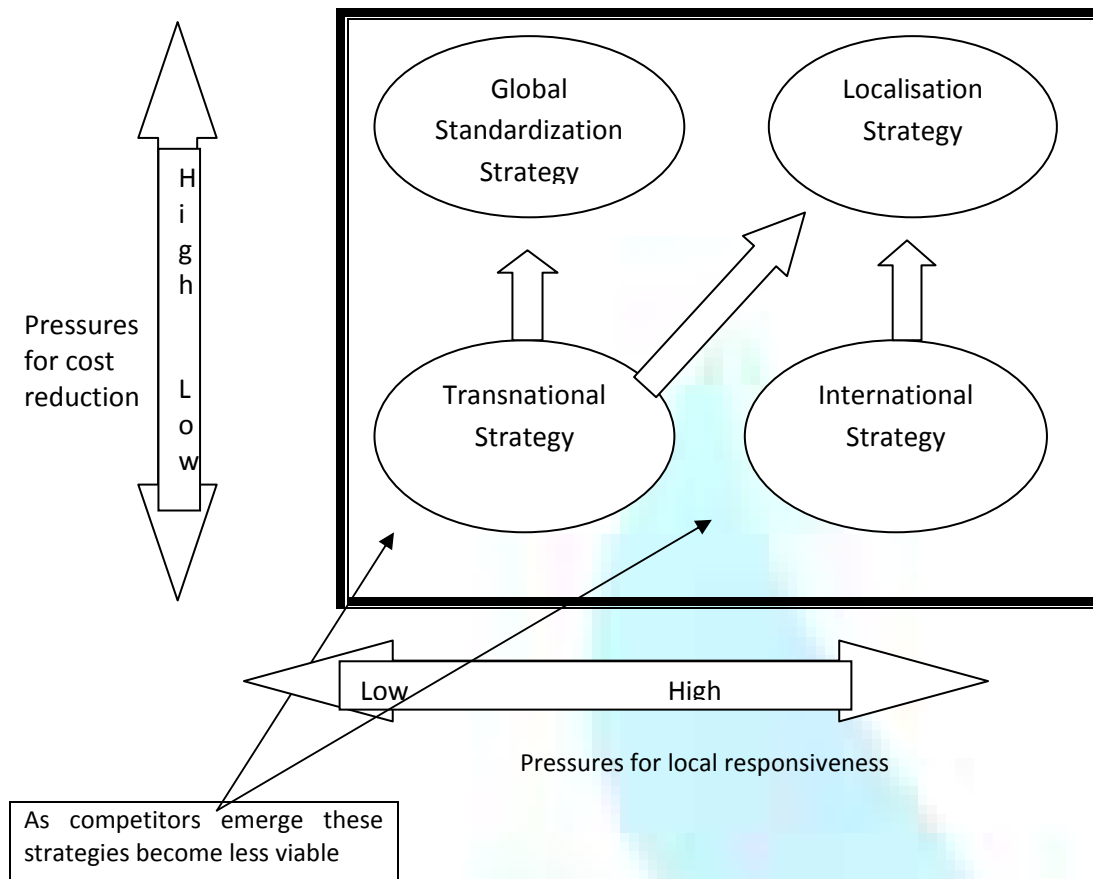 Global
Standardization
Strategy
Localisation
Strategy
High Low
Pressures
for cost
reduction
Transnational
Strategy
International
Strategy
Low High
Pressures for local responsiveness
As competitors emerge these
strategies become less viable